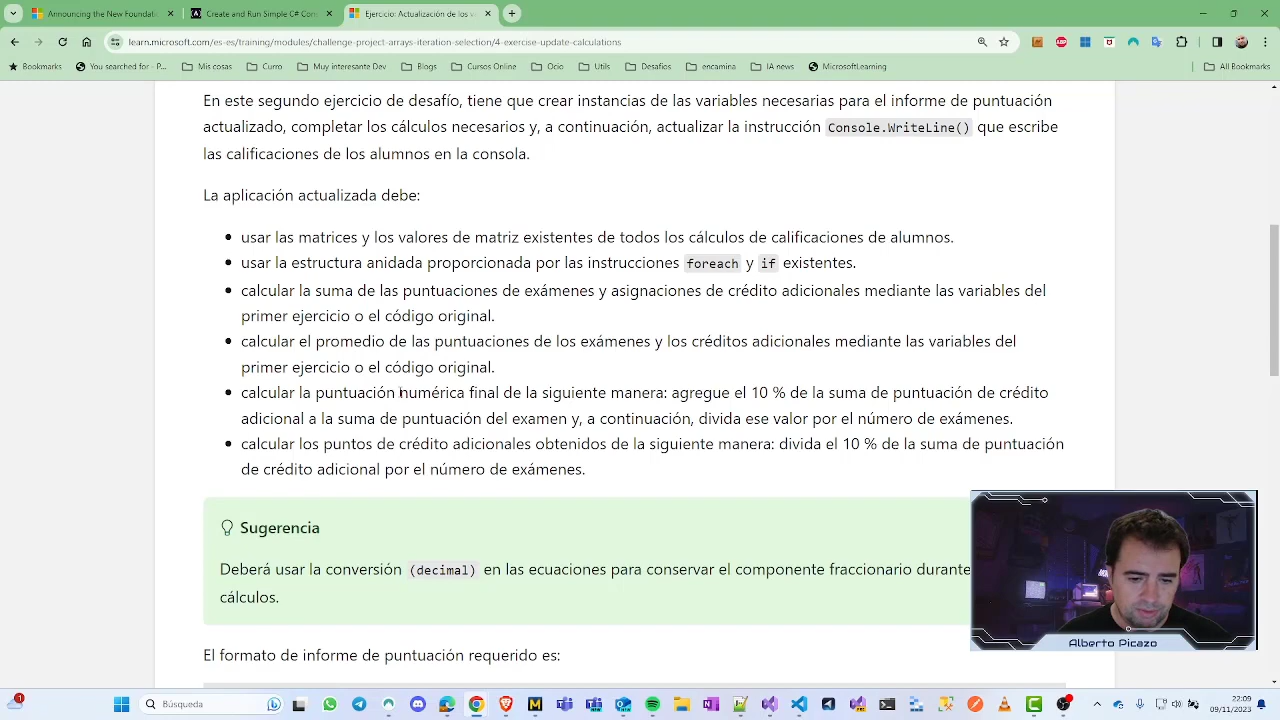 Announcing the New Foundatio
Create and Run Simple C# Con
Ejercicio: Actualización de los v
learn.microsoft.com/es-es/training/modules/challenge-project-arrays-iteration-selection/4-exercise-update-calculations
Bookmarks
You searched for - P...
Mis cosas
Curro
Muy interesante Dev
Blogs
Cursos Online
Ocio
Utils
Desafios
encamina
IA news
MicrosoftLearning
All Bookmarks
En este segundo ejercicio de desafío, tiene que crear instancias de las variables necesarias para el informe de puntuación
actualizado, completar los cálculos necesarios y, a continuación, actualizar la instrucción Console.WriteLine() que escribe
las calificaciones de los alumnos en la consola.
La aplicación actualizada debe:
usar las matrices y los valores de matriz existentes de todos los cálculos de calificaciones de alumnos.
usar la estructura anidada proporcionada por las instrucciones foreach y if existentes.
calcular la suma de las puntuaciones de exámenes y asignaciones de crédito adicionales mediante las variables del
primer ejercicio o el código original.
calcular el promedio de las puntuaciones de los exámenes y los créditos adicionales mediante las variables del
primer ejercicio o el código original.
calcular la puntuación numérica final de la siguiente manera: agregue el 10 % de la suma de puntuación de crédito
adicional a la suma de puntuación del examen y, a continuación, divida ese valor por el número de exámenes.
calcular los puntos de crédito adicionales obtenidos de la siguiente manera: divida el 10 % de la suma de puntuación
de crédito adicional por el número de exámenes.
Sugerencia
Deberá usar la conversión (decimal) en las ecuaciones para conservar el componente fraccionario durante
cálculos.
El formato de informe de puntuación requerido es:
Alberto Picazo
1
Búsqueda
22:09
09/11/2023